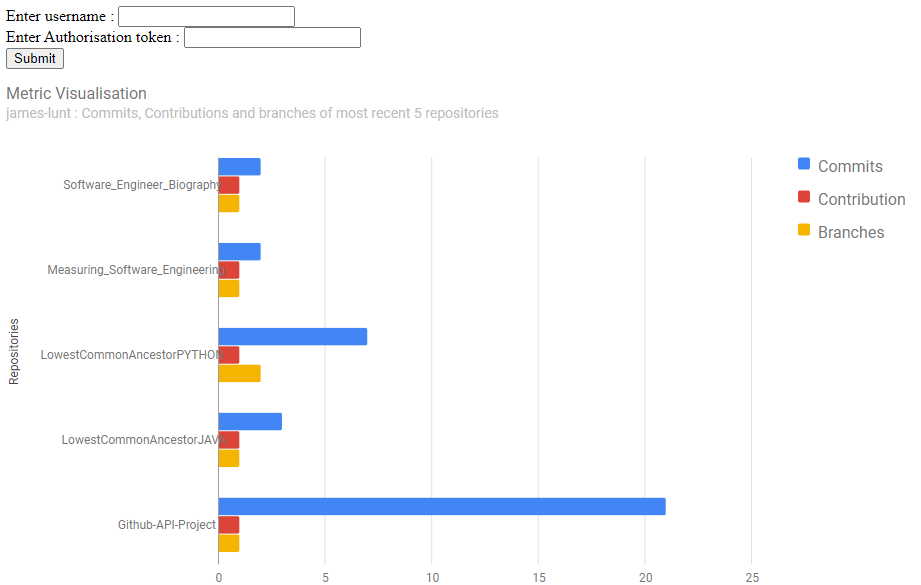 Enter username :
Enter Authorisation token :
Submit
Metric Visualisation
james-lunt : Commits, Contributions and branches of most recent 5 repositories
Commits
Contribution
Branches
Repositories
Software_Engineer_Biography
Measuring_Software_Engineering
LowestCommonAncestorPYTHON
LowestCommonAncestorJAVA
Github-API-Project
0 5 10 15 20 25